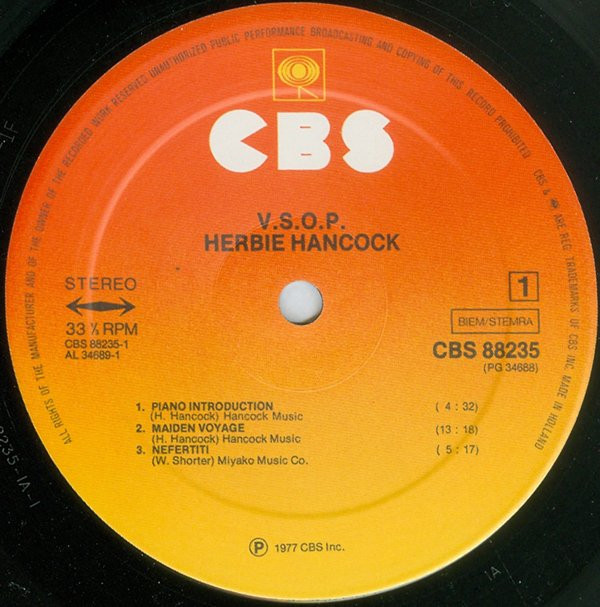 ALL RIGHTS OF THE MANUFACTURER AND OF THE OWNER OF THE RECORDED WORK RESERVED UNAUTHORIZED PUBLIC PERFORMANCE BROADCASTING AND COPYING OF THIS RECORD PROHIBITED CBS & ARE REG. TRADEMARKS OF CBS INC. MADE IN HOLLAND
CBS
V.S.O.P.
HERBIE HANCOCK
STEREO
1
33 ⅓ RPM
BIEM/STEMRA
CBS 88235-1
AL 34689-1
CBS 88235
(PG 34688)
1. PIANO INTRODUCTION ( 4 : 32)
(H. Hancock) Hancock Music
2. MAIDEN VOYAGE (13 : 18)
(H. Hancock) Hancock Music
3. NEFERTITI ( 5 : 17)
(W. Shorter) Miyako Music Co.
Ⓟ 1977 CBS Inc.
1A